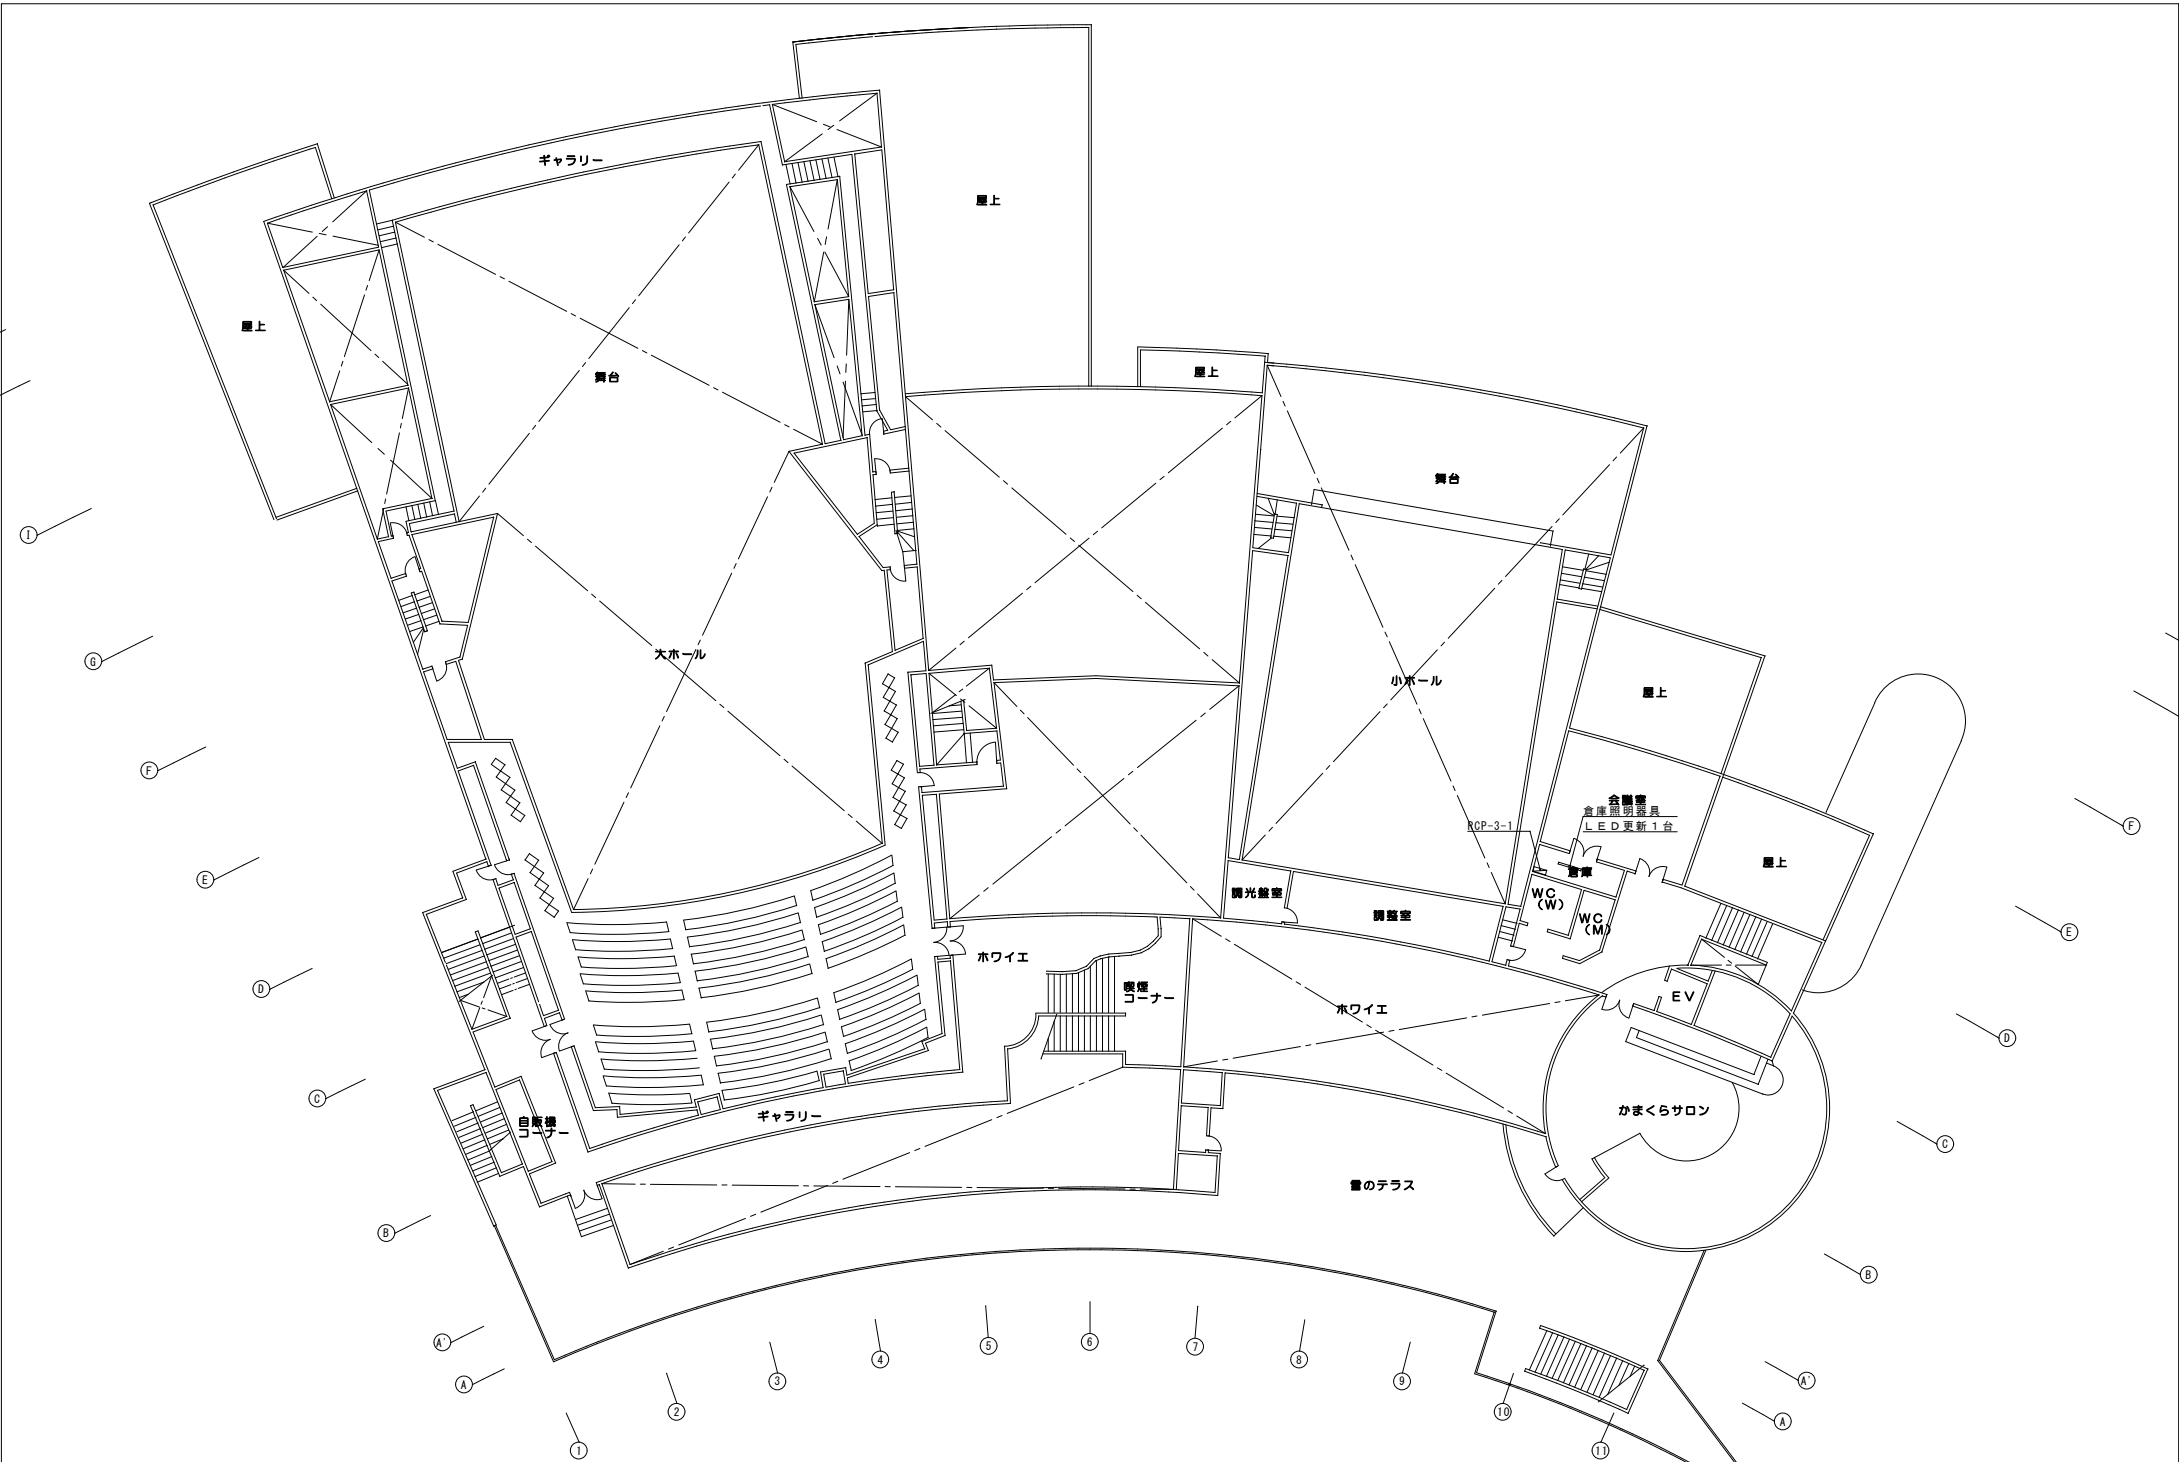 ギャラリー
屋上
屋上
舞台
屋上
舞台
大ホール
小ホール
屋上
会議室
倉庫照明器具
RCP-3-1
LED更新1台
屋上
倉庫
調光盤室
WC
(W)
調整室
WC
(M)
ホワイエ
喫煙
コーナー
EV
ホワイエ
かまくらサロン
ギャラリー
自販機
コーナー
雪のテラス
I
G
F
E
D
C
B
A'
A
1
2
3
4
5
6
7
8
9
10
11
F
E
D
C
B
A'
A